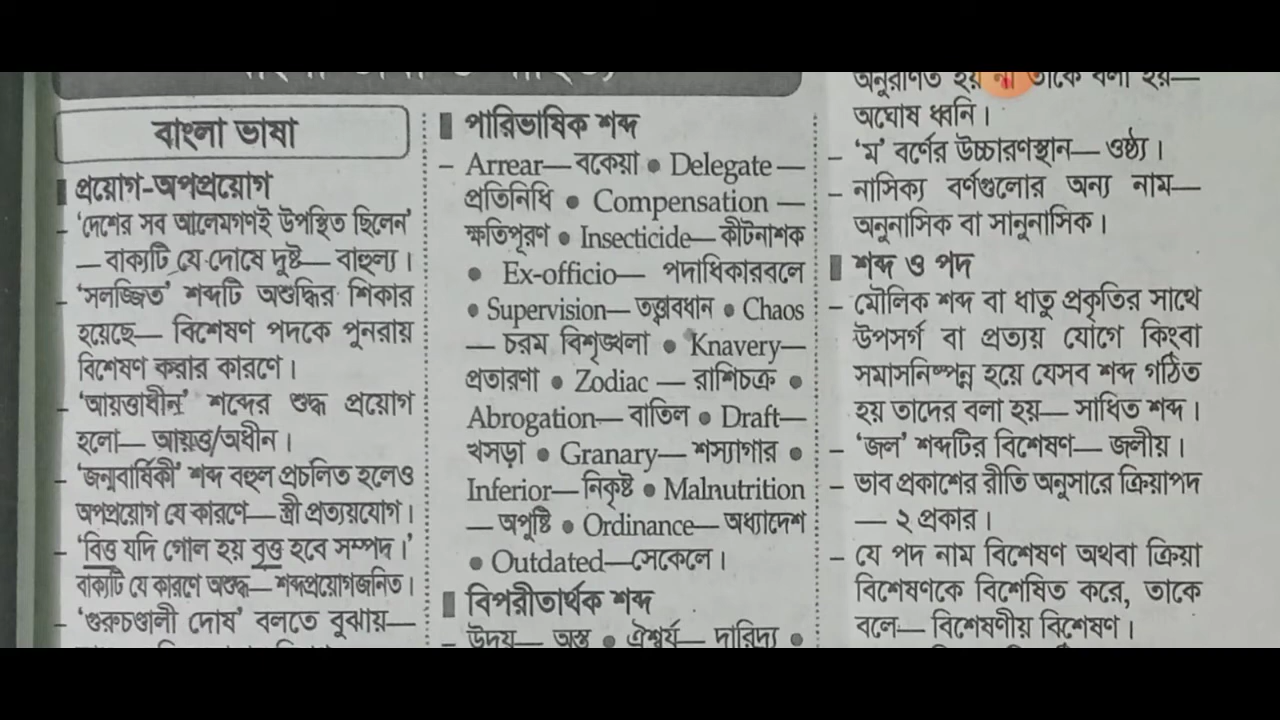 বাংলা ভাষা
প্রয়োগ-অপপ্রয়োগ
– 'দেশের সব আলেমগণই উপস্থিত ছিলেন'
— বাক্যটি যে দোষে দুষ্ট— বাহুল্য।
– 'সলজ্জিত' শব্দটি অশুদ্ধির শিকার
হয়েছে— বিশেষণ পদকে পুনরায়
বিশেষণ করার কারণে।
– 'আয়ত্তাধীন' শব্দের শুদ্ধ প্রয়োগ
হলো— আয়ত্ত/অধীন।
– 'জন্মবার্ষিকী' শব্দ বহুল প্রচলিত হলেও
অপপ্রয়োগ যে কারণে— স্ত্রী প্রত্যয়যোগ।
– 'বিত্ত যদি গোল হয় বৃত্ত হবে সম্পদ।'
বাক্যটি যে কারণে অশুদ্ধ— শব্দপ্রয়োগজনিত।
– 'গুরুচণ্ডালী দোষ' বলতে বুঝায়—
পারিভাষিক শব্দ
– Arrear— বকেয়া • Delegate —
প্রতিনিধি • Compensation —
ক্ষতিপূরণ • Insecticide— কীটনাশক
• Ex-officio— পদাধিকারবলে
• Supervision— তত্ত্বাবধান • Chaos
— চরম বিশৃঙ্খলা • Knavery—
প্রতারণা • Zodiac — রাশিচক্র •
Abrogation— বাতিল • Draft—
খসড়া • Granary— শস্যাগার •
Inferior— নিকৃষ্ট • Malnutrition
— অপুষ্টি • Ordinance— অধ্যাদেশ
• Outdated—সেকেলে।
বিপরীতার্থক শব্দ
– উদয়— অস্ত • ঐশ্বর্য— দারিদ্র্য •
অনুরণিত হয় না তাকে বলা হয়—
অঘোষ ধ্বনি।
– 'ম' বর্ণের উচ্চারণস্থান— ওষ্ঠ্য।
– নাসিক্য বর্ণগুলোর অন্য নাম—
অনুনাসিক বা সানুনাসিক।
শব্দ ও পদ
– মৌলিক শব্দ বা ধাতু প্রকৃতির সাথে
উপসর্গ বা প্রত্যয় যোগে কিংবা
সমাসনিষ্পন্ন হয়ে যেসব শব্দ গঠিত
হয় তাদের বলা হয়— সাধিত শব্দ।
– 'জল' শব্দটির বিশেষণ— জলীয়।
– ভাব প্রকাশের রীতি অনুসারে ক্রিয়াপদ
— ২ প্রকার।
– যে পদ নাম বিশেষণ অথবা ক্রিয়া
বিশেষণকে বিশেষিত করে, তাকে
বলে— বিশেষণীয় বিশেষণ।